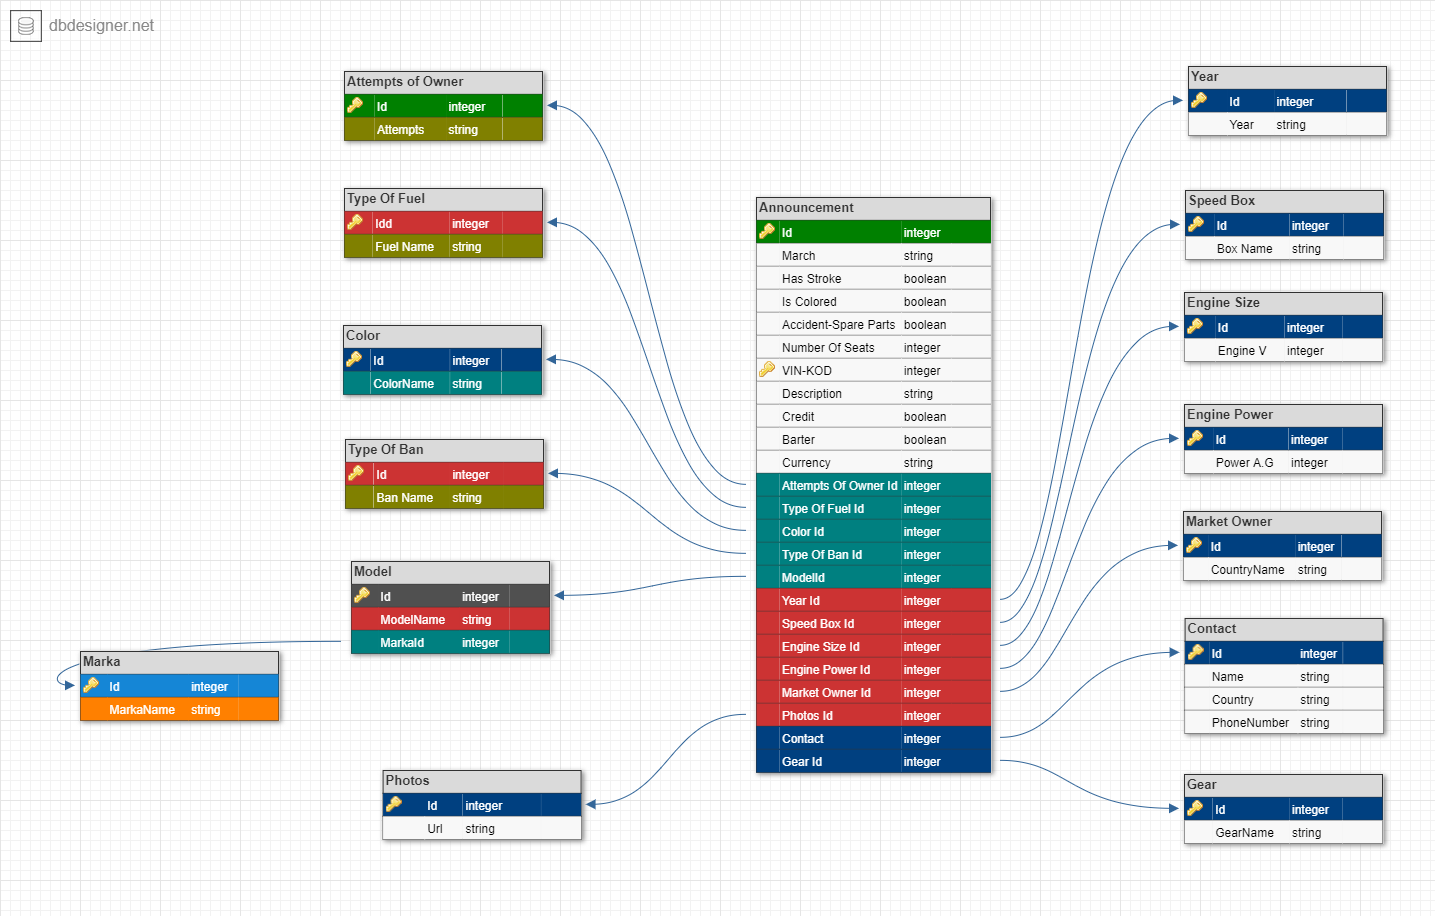 dbdesigner.net
Attempts of Owner
Id integer
Attempts string
Type Of Fuel
Idd integer
Fuel Name string
Color
Id integer
ColorName string
Type Of Ban
Id integer
Ban Name string
Model
Id integer
ModelName string
MarkaId integer
Marka
Id integer
MarkaName string
Photos
Id integer
Url string
Announcement
Id integer
March string
Has Stroke boolean
Is Colored boolean
Accident-Spare Parts boolean
Number Of Seats integer
VIN-KOD integer
Description string
Credit boolean
Barter boolean
Currency string
Attempts Of Owner Id integer
Type Of Fuel Id integer
Color Id integer
Type Of Ban Id integer
ModelId integer
Year Id integer
Speed Box Id integer
Engine Size Id integer
Engine Power Id integer
Market Owner Id integer
Photos Id integer
Contact integer
Gear Id integer
Year
Id integer
Year string
Speed Box
Id integer
Box Name string
Engine Size
Id integer
Engine V integer
Engine Power
Id integer
Power A.G integer
Market Owner
Id integer
CountryName string
Contact
Id integer
Name string
Country string
PhoneNumber string
Gear
Id integer
GearName string